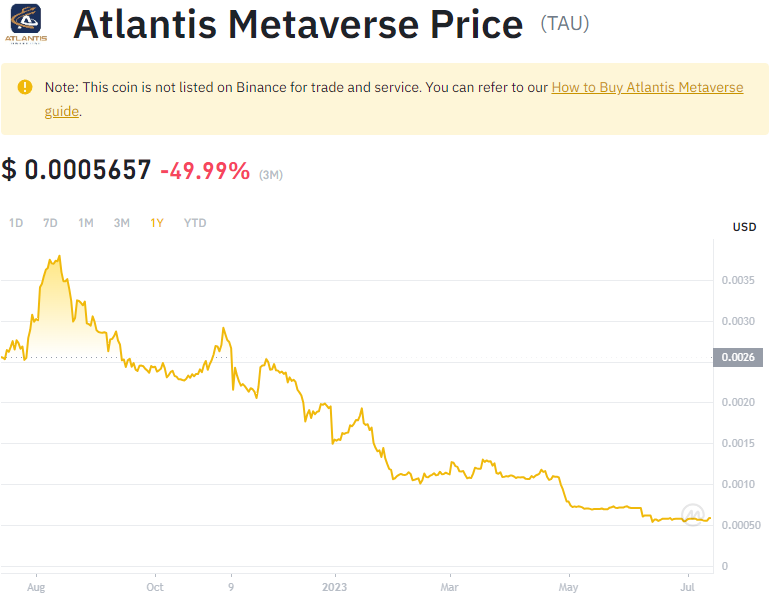 ATLANTIS
Atlantis Metaverse Price (TAU)
Note: This coin is not listed on Binance for trade and service. You can refer to our How to Buy Atlantis Metaverse
guide.
$ 0.0005657 -49.99% (3M)
1D 7D 1M 3M 1Y YTD
USD
0.0035
0.0030
0.0026
0.0020
0.0015
0.0010
0.00050
0
Aug Oct 9 2023 Mar May Jul